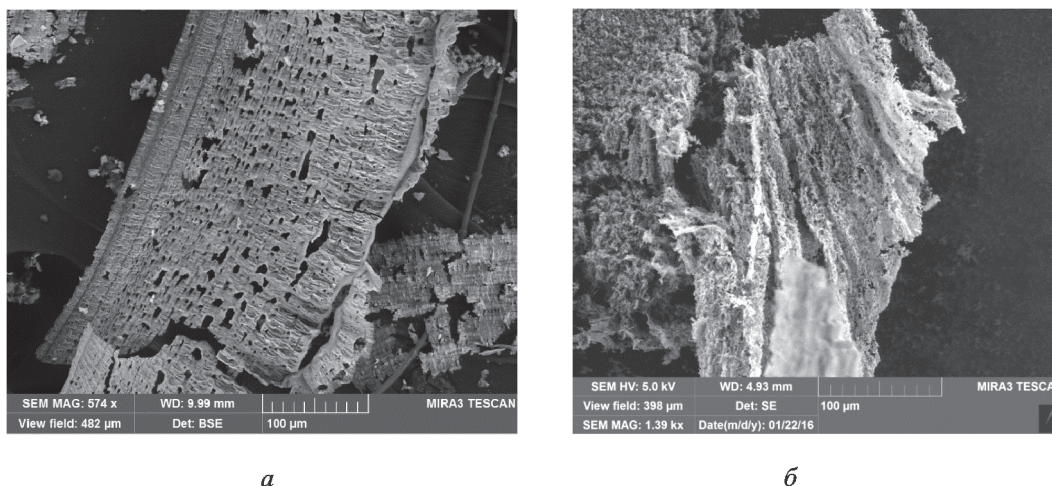 SEM MAG: 574 x WD: 9.99 mm MIRA3 TESCAN
View field: 482 µm Det: BSE 100 µm
SEM HV: 5.0 kV WD: 4.93 mm MIRA3 TESCA
View field: 398 µm Det: SE 100 µm
SEM MAG: 1.39 kx Date(m/d/y): 01/22/16
а б